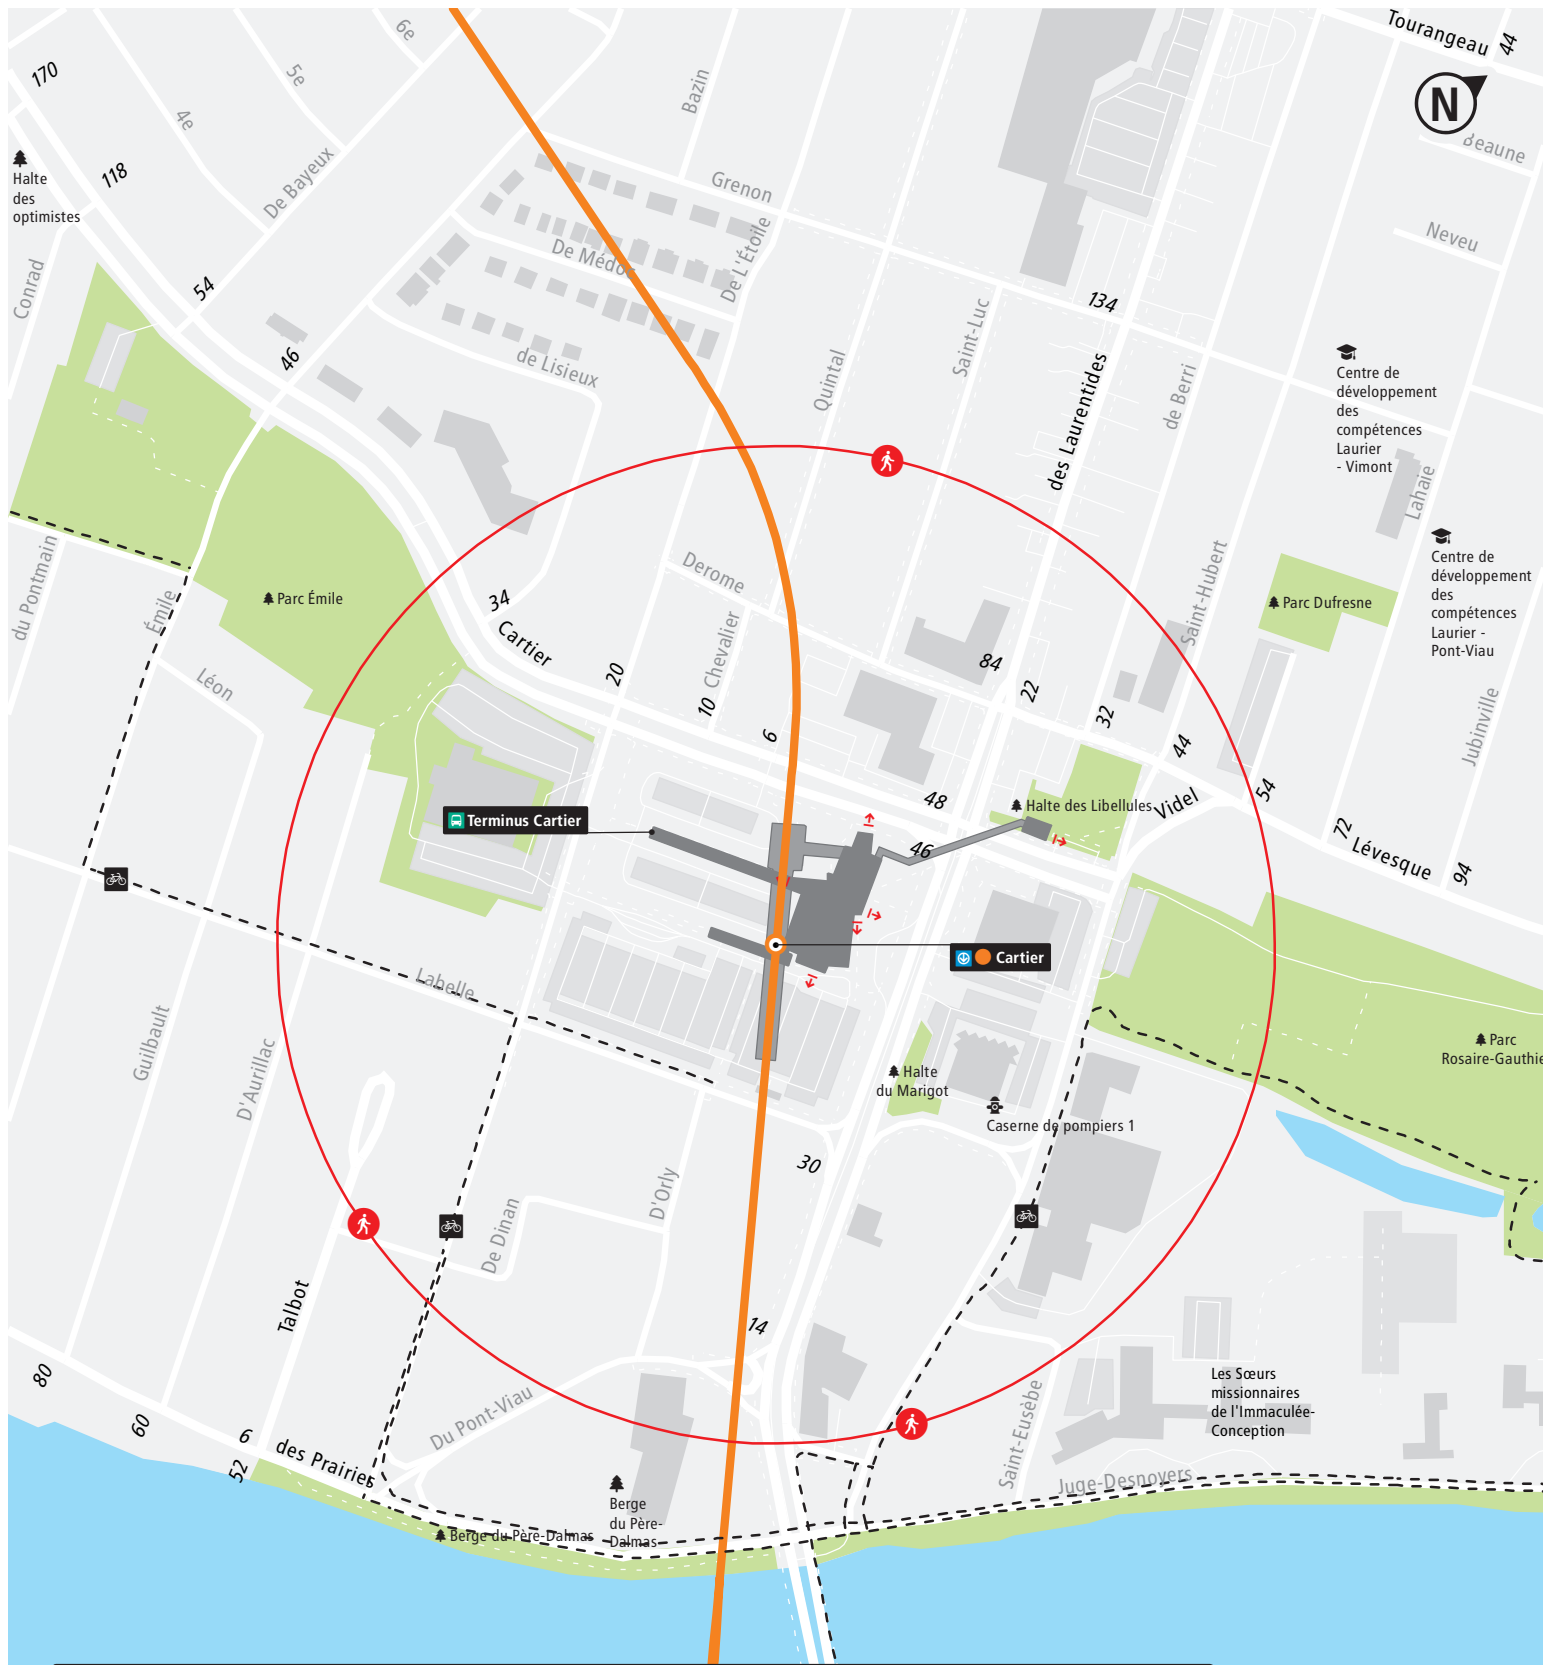 Tourangeau
44
6e
170
5e
Bazin
N
4e
Beaune
Halte
des
optimistes
118
De Bayeux
Grenon
De L'Étoile
Neveu
De Médoc
Conrad
54
134
Saint-Luc
46
de Lisieux
Quintal
des Laurentides
de Berri
Centre de
développement
des
compétences
Laurier
- Vimont
Lahaie
Centre de
développement
des
compétences
Laurier -
Pont-Viau
du Pontmain
Émile
Parc Émile
34
Cartier
Derome
Chevalier
Saint-Hubert
Parc Dufresne
Léon
20
10
6
84
22
32
44
Jubinville
48
Halte des Libellules
Videl
54
Terminus Cartier
46
72
Lévesque
94
Cartier
Labelle
Guilbault
D'Aurillac
Halte
du Marigot
Parc
Rosaire-Gauthie
Caserne de pompiers 1
30
D'Orly
De Dinan
Talbot
14
80
60
6
52
des Prairies
Du Pont-Viau
Saint-Eusèbe
Les Sœurs
missionnaires
de l'Immaculée-
Conception
Juge-Desnoyers
Berge
du Père-
Dalmas
Berge du Père-Dalmas